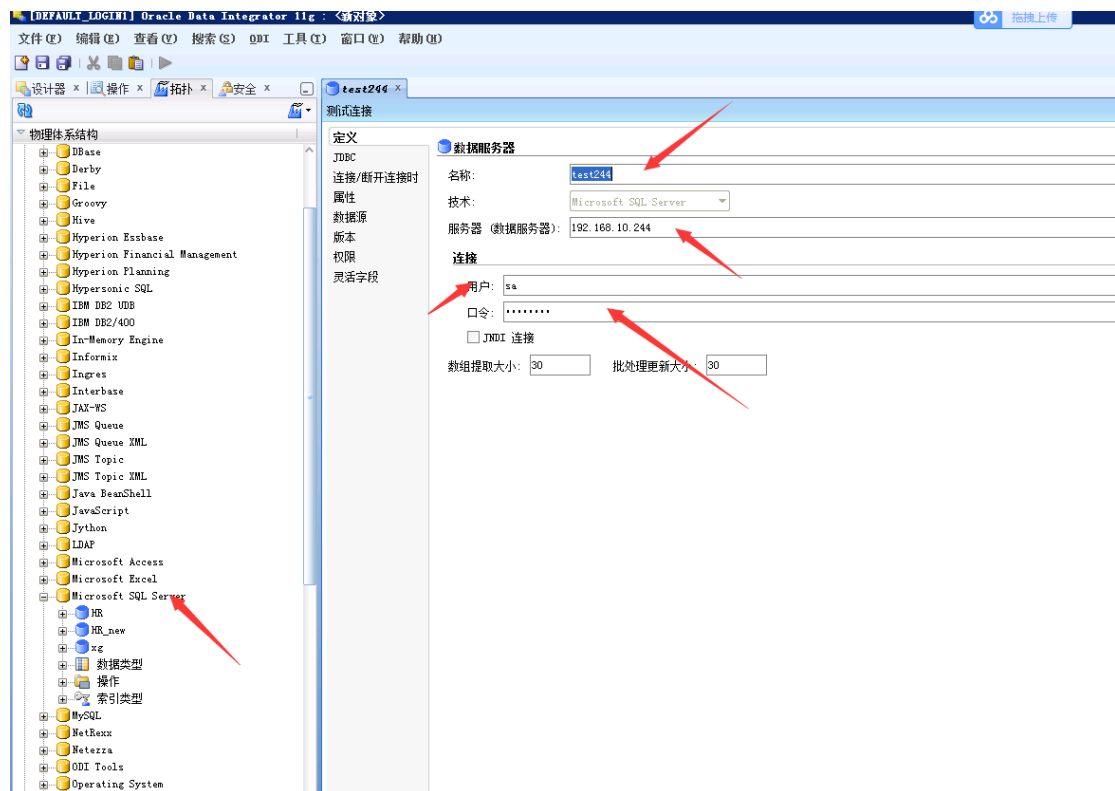 [DEFAULT_LOGIN1] Oracle Data Integrator 11g : <新对象>
拖拽上传
文件(F) 编辑(E) 查看(V) 搜索(S) ODI 工具(T) 窗口(W) 帮助(H)
设计器 × 操作 × 拓扑 × 安全 ×
test244 ×
测试连接
物理体系结构
DBase
Derby
File
Groovy
Hive
Hyperion Essbase
Hyperion Financial Management
Hyperion Planning
Hypersonic SQL
IBM DB2 UDB
IBM DB2/400
In-Memory Engine
Informix
Ingres
Interbase
JAX-WS
JMS Queue
JMS Queue XML
JMS Topic
JMS Topic XML
Java BeanShell
JavaScript
Jython
LDAP
Microsoft Access
Microsoft Excel
Microsoft SQL Server
HR
HR_new
xg
数据类型
操作
索引类型
MySQL
NetRexx
Netezza
ODI Tools
Operating System
定义
JDBC
连接/断开连接时
属性
数据源
版本
权限
灵活字段
数据服务器
名称: test244
技术: Microsoft SQL Server
服务器 (数据服务器): 192.168.10.244
连接
用户: sa
口令: ••••••••
JNDI 连接
数组提取大小: 30 批处理更新大小: 30